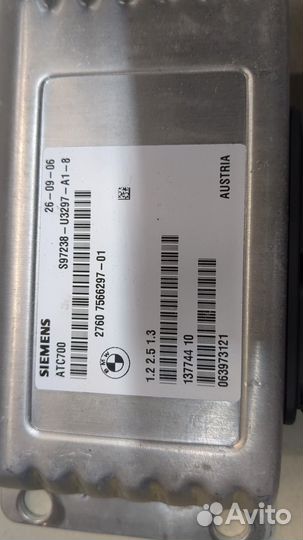 SIEMENS 26-09-06
ATC700 S97238-U3297-A1-8
BMW 2760 7566297-01
1.2 2.5 1.3
137744 10
063973121 AUSTRIA
Avito